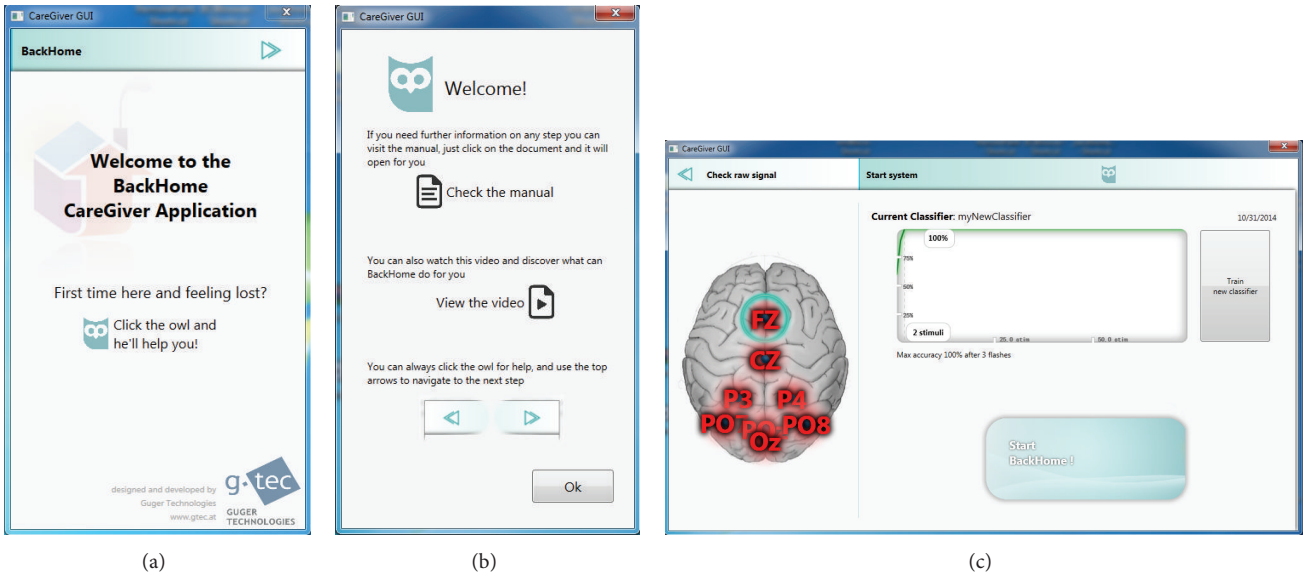 CareGiver GUI
BackHome
Welcome to the
BackHome
CareGiver Application
First time here and feeling lost?
Click the owl and
he'll help you!
designed and developed by
Guger Technologies
www.gtec.at
g.tec
GUGER
TECHNOLOGIES
(a)
CareGiver GUI
Welcome!
If you need further information on any step you can
visit the manual, just click on the document and it will
open for you
Check the manual
You can also watch this video and discover what can
BackHome do for you
View the video
You can always click the owl for help, and use the top
arrows to navigate to the next step
Ok
(b)
CareGiver GUI
Check raw signal
Start system
Current Classifier: myNewClassifier
10/31/2014
100%
75%
50%
25%
2 stimuli
25.0 stim
50.0 stim
Max accuracy 100% after 3 flashes
Train
new classifier
FZ
CZ
P3
P4
PO8
Oz
Start
BackHome !
(c)